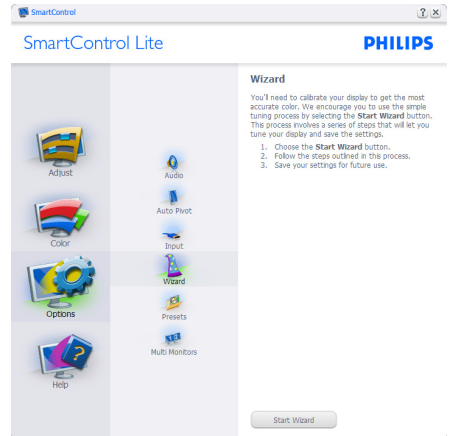 SmartControl
SmartControl Lite
PHILIPS
Adjust
Color
Options
Help
Audio
Auto Pivot
Input
Wizard
Presets
Multi Monitors
Wizard
You'll need to calibrate your display to get the most
accurate color. We encourage you to use the simple
tuning process by selecting the Start Wizard button.
This process involves a series of steps that will let you
tune your display and save the settings.
1. Choose the Start Wizard button.
2. Follow the steps outlined in this process.
3. Save your settings for future use.
Start Wizard